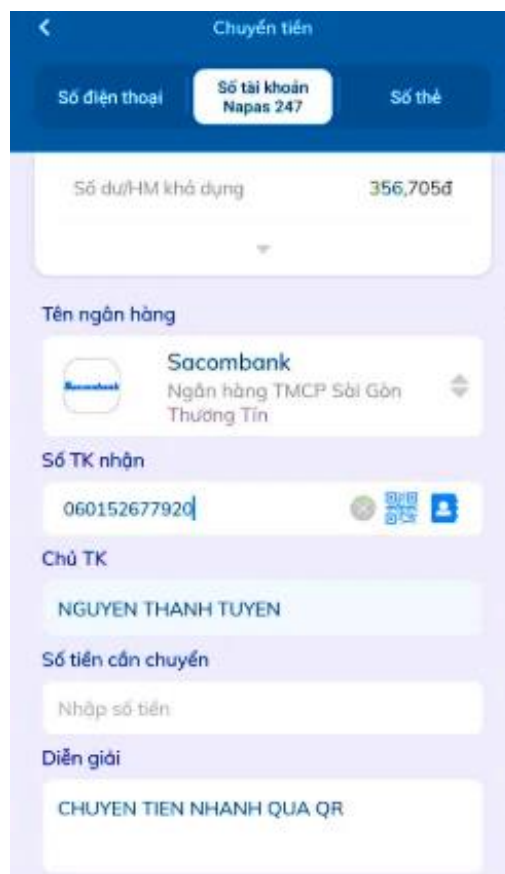 Chuyển tiền
Số điện thoại
Số tài khoản
Napas 247
Số thẻ
Số dư/HM khả dụng
356,705đ
Tên ngân hàng
Sacombank
Sacombank
Ngân hàng TMCP Sài Gòn
Thương Tín
Số TK nhận
060152677920
Chủ TK
NGUYEN THANH TUYEN
Số tiền cần chuyển
Nhập số tiền
Diễn giải
CHUYEN TIEN NHANH QUA QR